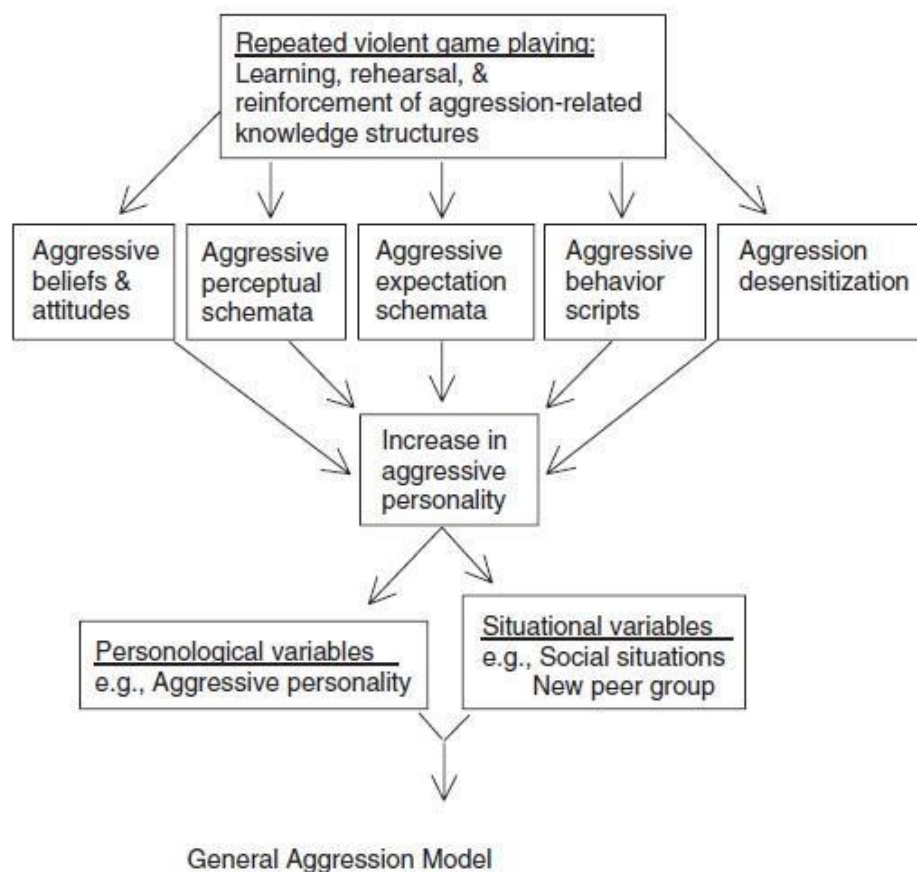 Repeated violent game playing:
Learning, rehearsal, &
reinforcement of aggression-related
knowledge structures
Aggressive
beliefs &
attitudes
Aggressive
perceptual
schemata
Aggressive
expectation
schemata
Aggressive
behavior
scripts
Aggression
desensitization
Increase in
aggressive
personality
Personological variables
e.g., Aggressive personality
Situational variables
e.g., Social situations
New peer group
General Aggression Model